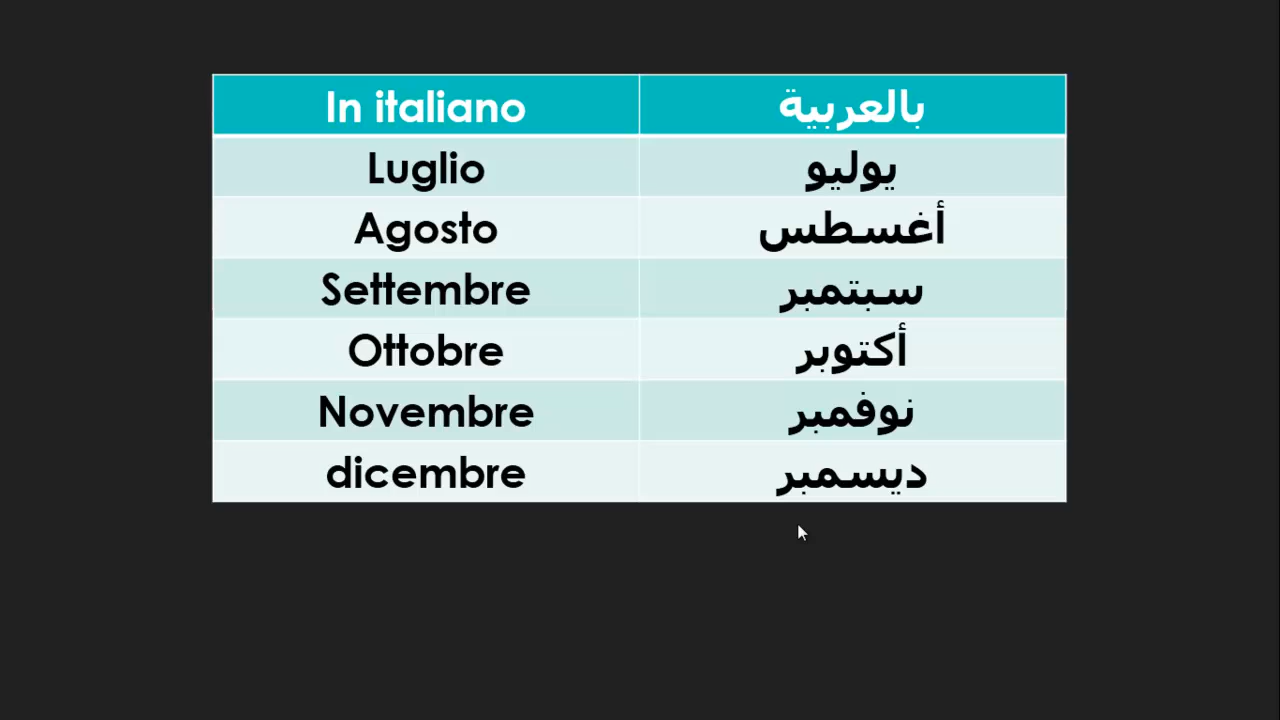 In italiano بالعربية
Luglio يوليو
Agosto أغسطس
Settembre سبتمبر
Ottobre أكتوبر
Novembre نوفمبر
dicembre ديسمبر